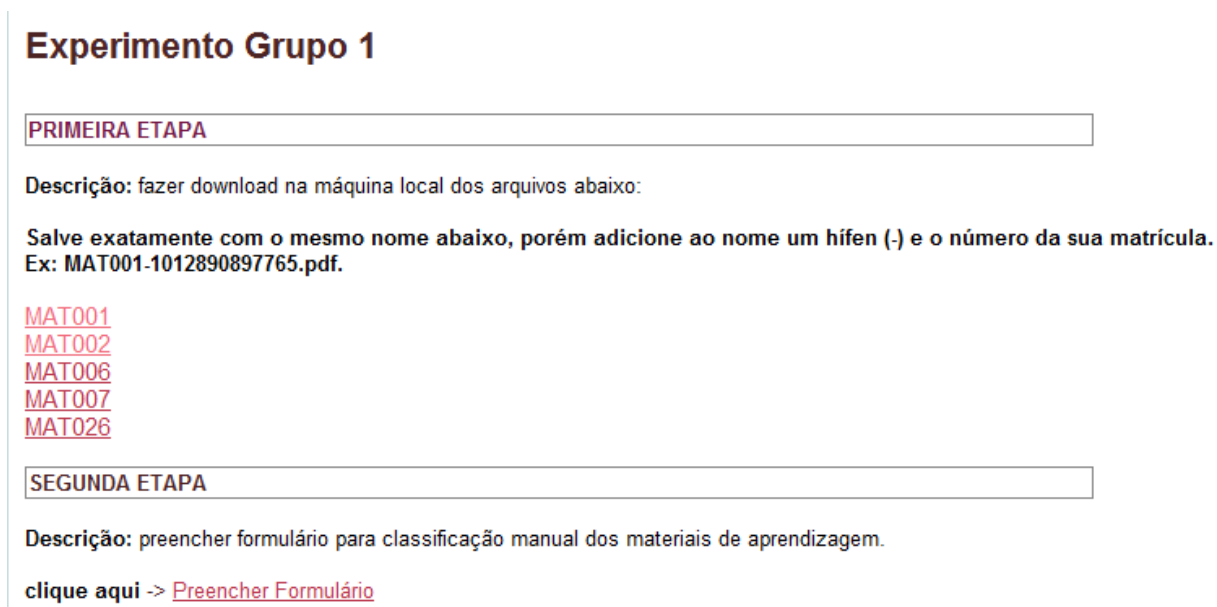 Experimento Grupo 1
PRIMEIRA ETAPA
Descrição: fazer download na máquina local dos arquivos abaixo:
Salve exatamente com o mesmo nome abaixo, porém adicione ao nome um hífen (-) e o número da sua matrícula.
Ex: MAT001-1012890897765.pdf.
MAT001
MAT002
MAT006
MAT007
MAT026
SEGUNDA ETAPA
Descrição: preencher formulário para classificação manual dos materiais de aprendizagem.
clique aqui -> Preencher Formulário